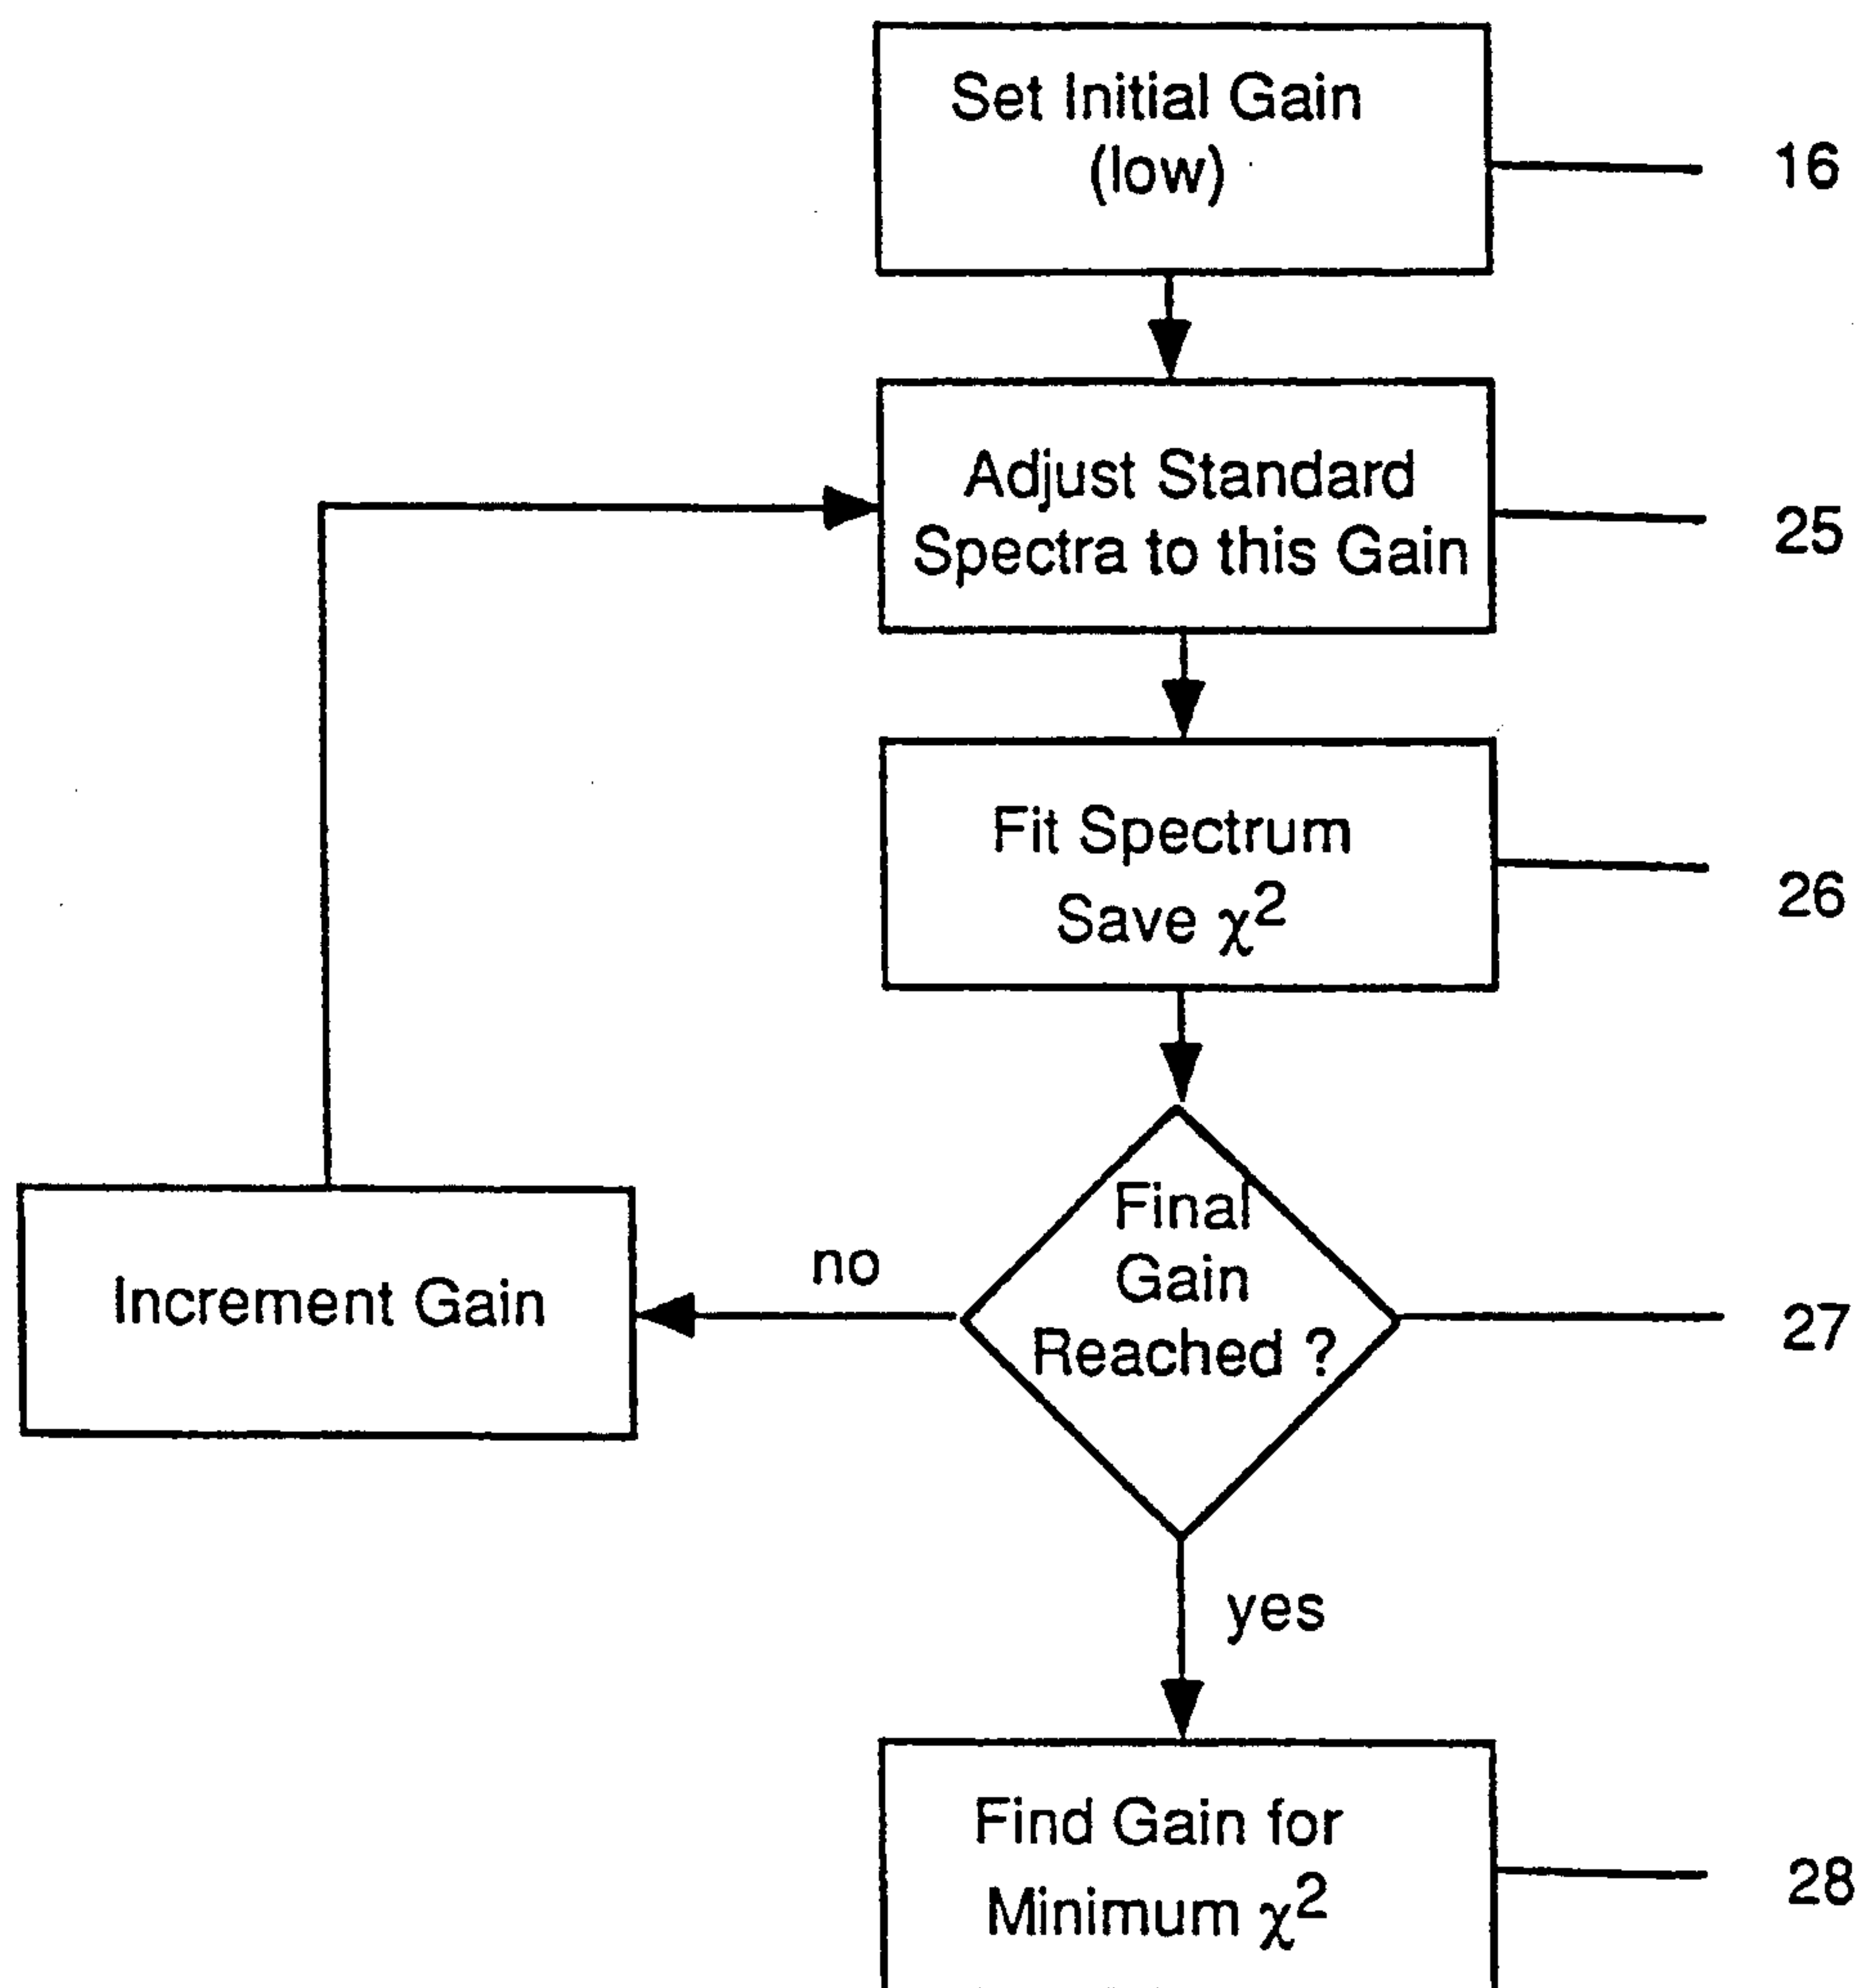 Set Initial Gain
(low)
16
Adjust Standard
Spectra to this Gain
25
Fit Spectrum
Save χ²
26
Final
Gain
Reached ?
27
no
Increment Gain
yes
Find Gain for
Minimum χ²
28